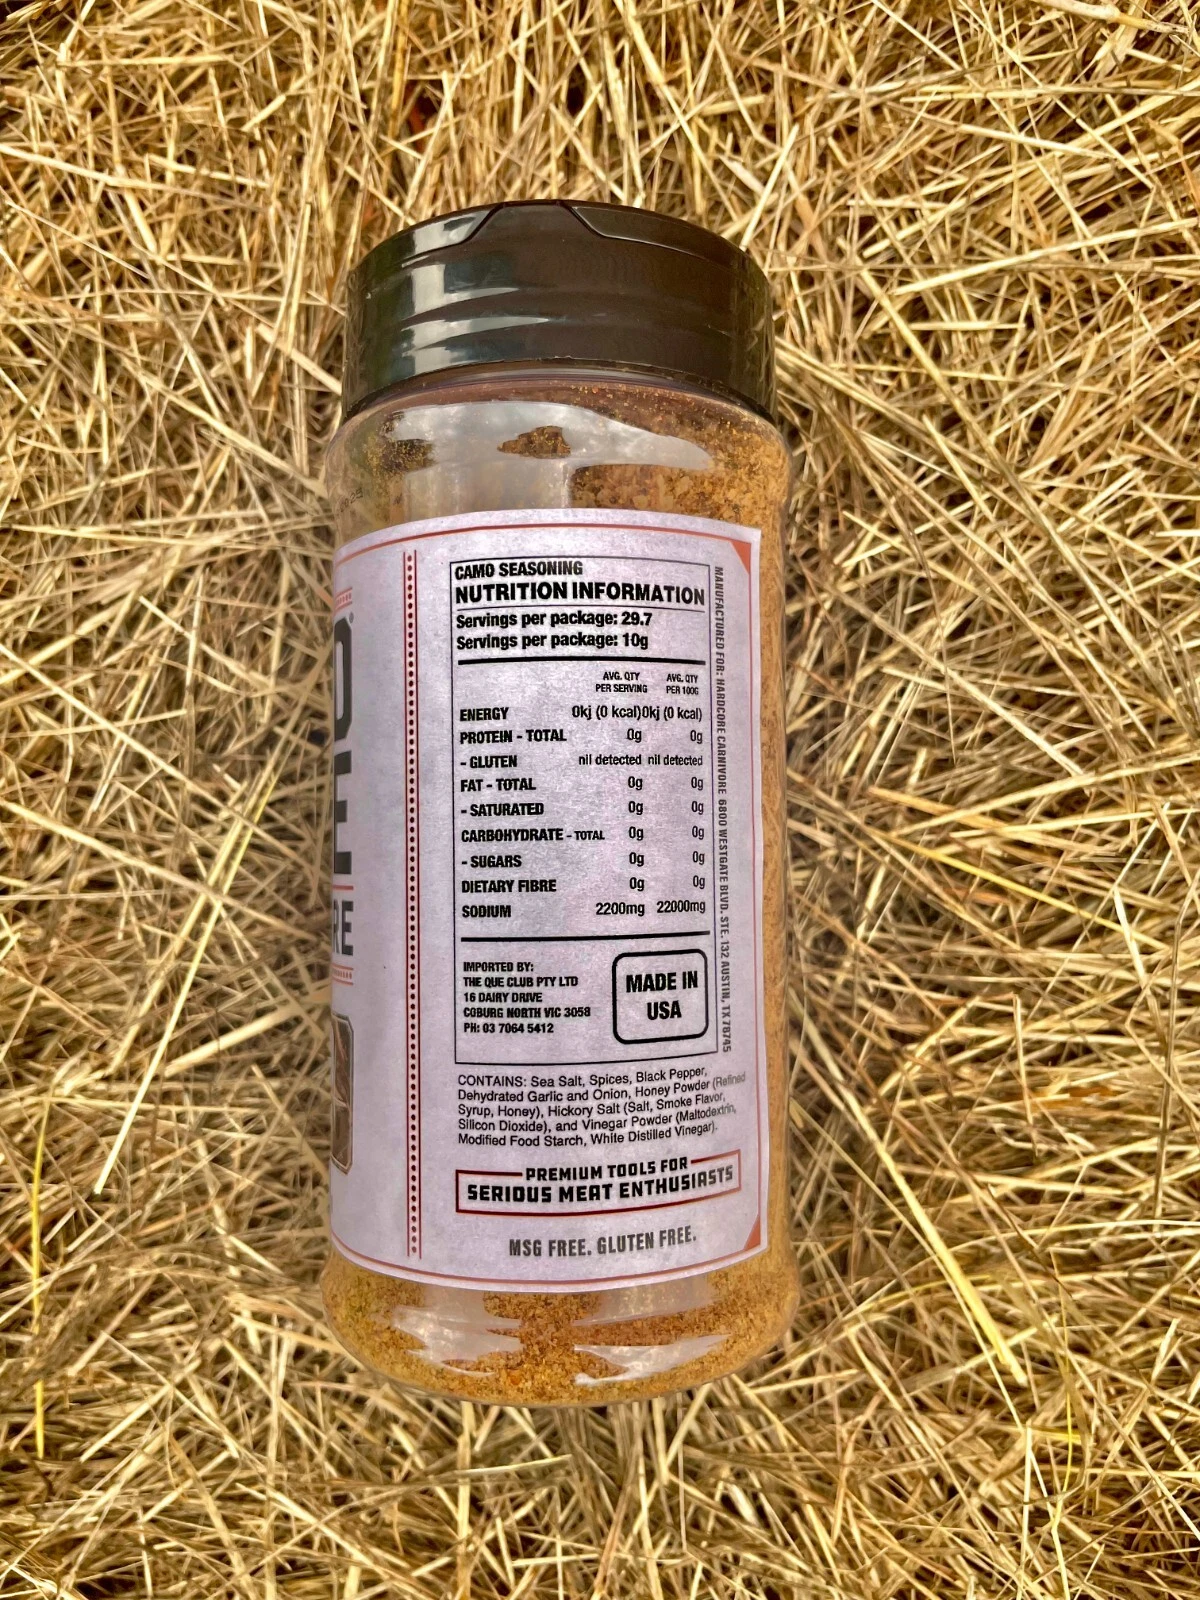 CAMO SEASONING
NUTRITION INFORMATION
Servings per package: 29.7
Servings per package: 10g
AVG. QTY PER SERVING AVG. QTY PER 100G
ENERGY 0kj (0 kcal) 0kj (0 kcal)
PROTEIN - TOTAL 0g 0g
- GLUTEN nil detected nil detected
FAT - TOTAL 0g 0g
- SATURATED 0g 0g
CARBOHYDRATE - TOTAL 0g 0g
- SUGARS 0g 0g
DIETARY FIBRE 0g 0g
SODIUM 2200mg 22000mg
IMPORTED BY:
THE QUE CLUB PTY LTD
16 DAIRY DRIVE
COBURG NORTH VIC 3058
PH: 03 7064 5412
MADE IN
USA
MANUFACTURED FOR: HARDCORE CARNIVORE 6800 WESTGATE BLVD. STE. 132 AUSTIN, TX 78745
CONTAINS: Sea Salt, Spices, Black Pepper,
Dehydrated Garlic and Onion, Honey Powder (Refined
Syrup, Honey), Hickory Salt (Salt, Smoke Flavor,
Silicon Dioxide), and Vinegar Powder (Maltodextrin,
Modified Food Starch, White Distilled Vinegar).
PREMIUM TOOLS FOR
SERIOUS MEAT ENTHUSIASTS
MSG FREE. GLUTEN FREE.